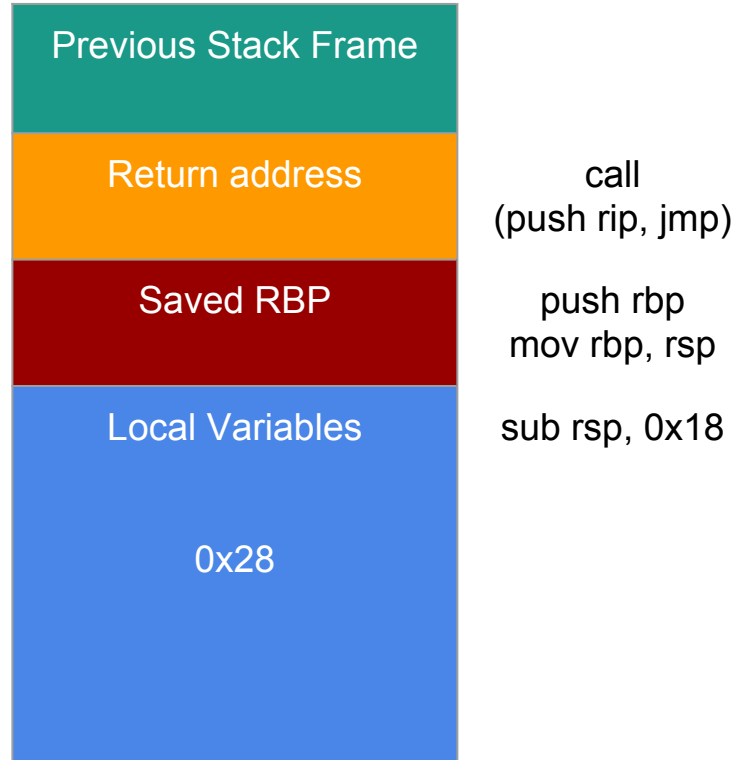 Previous Stack Frame
Return address
call
(push rip, jmp)
Saved RBP
push rbp
mov rbp, rsp
Local Variables
sub rsp, 0x18
0x28